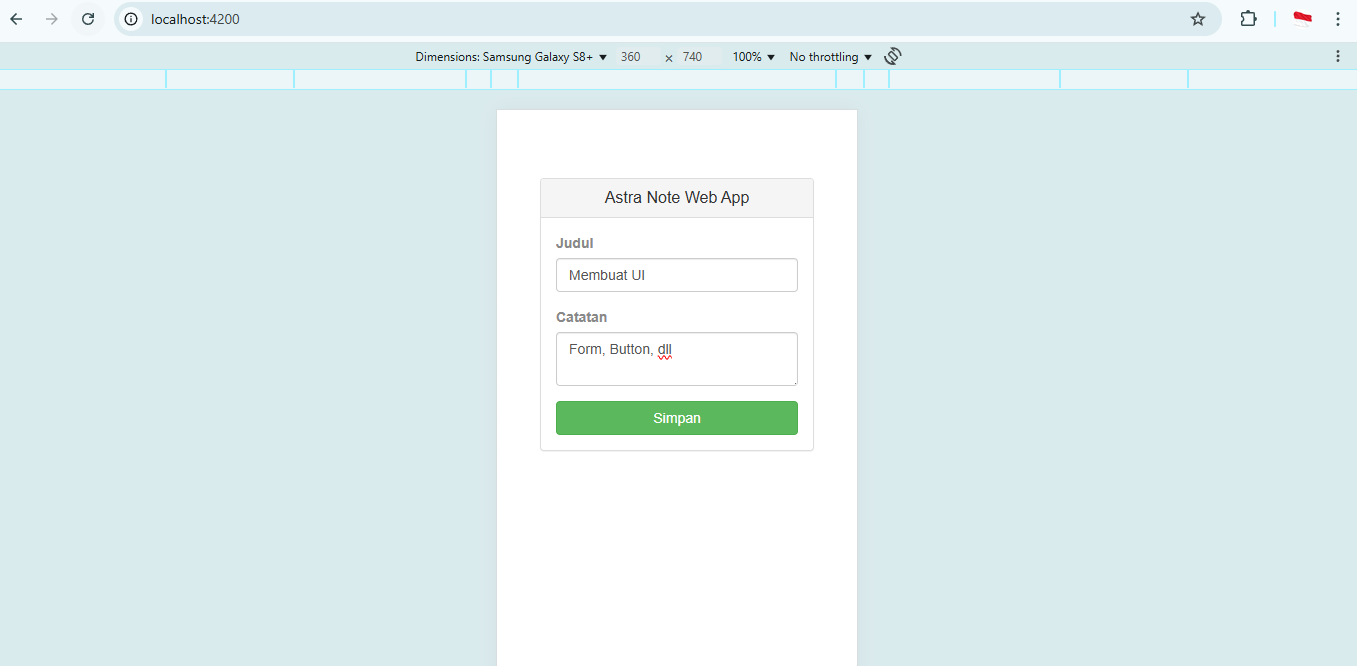 localhost:4200
Dimensions: Samsung Galaxy S8+ 360 × 740 100% No throttling
Astra Note Web App
Judul
Membuat UI
Catatan
Form, Button, dll
Simpan